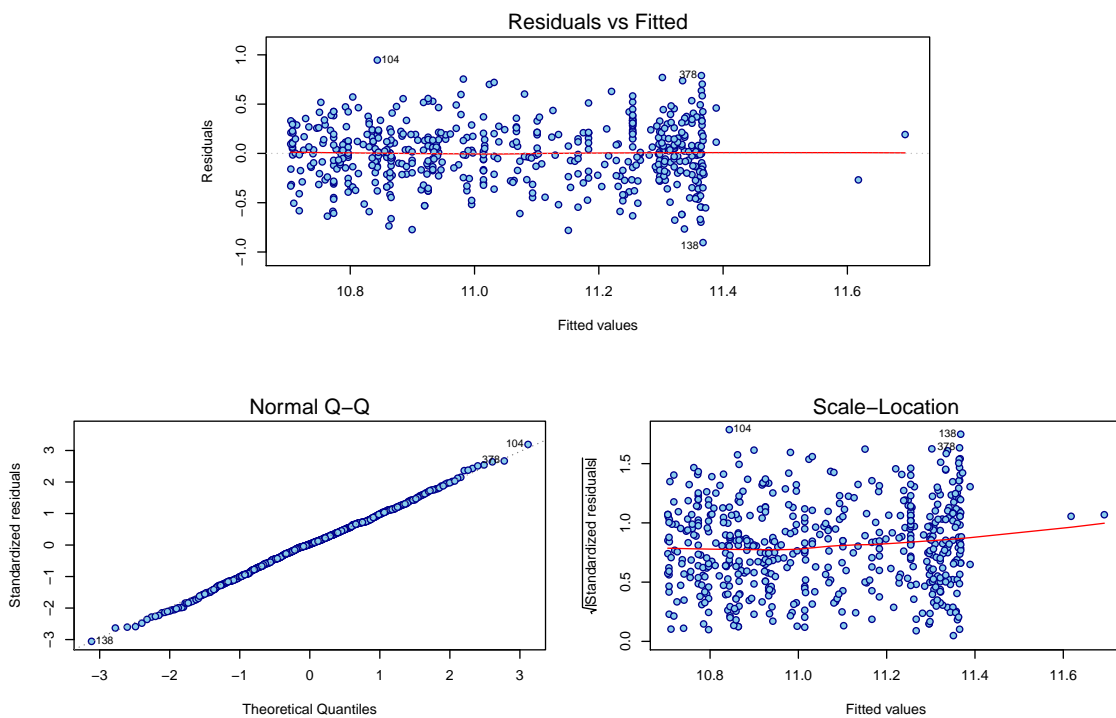 Residuals vs Fitted
Residuals
1.0
0.5
0.0
−0.5
−1.0
104
378
138
10.8 11.0 11.2 11.4 11.6
Fitted values
Normal Q−Q
Standardized residuals
3
2
1
0
−1
−2
−3
104
378
138
−3 −2 −1 0 1 2 3
Theoretical Quantiles
Scale−Location
√|Standardized residuals|
1.5
1.0
0.5
0.0
104
138
378
10.8 11.0 11.2 11.4 11.6
Fitted values